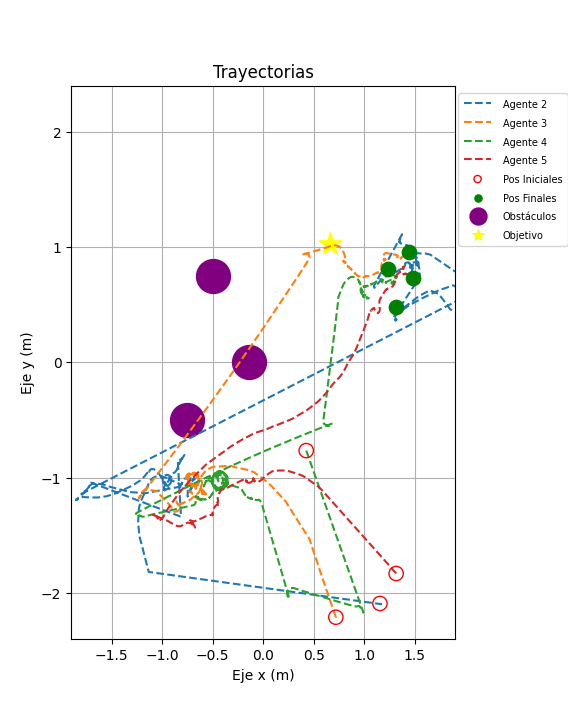 Trayectorias
Agente 2
Agente 3
Agente 4
Agente 5
Pos Iniciales
Pos Finales
Obstáculos
Objetivo
2
1
0
−1
−2
Eje y (m)
−1.5 −1.0 −0.5 0.0 0.5 1.0 1.5
Eje x (m)